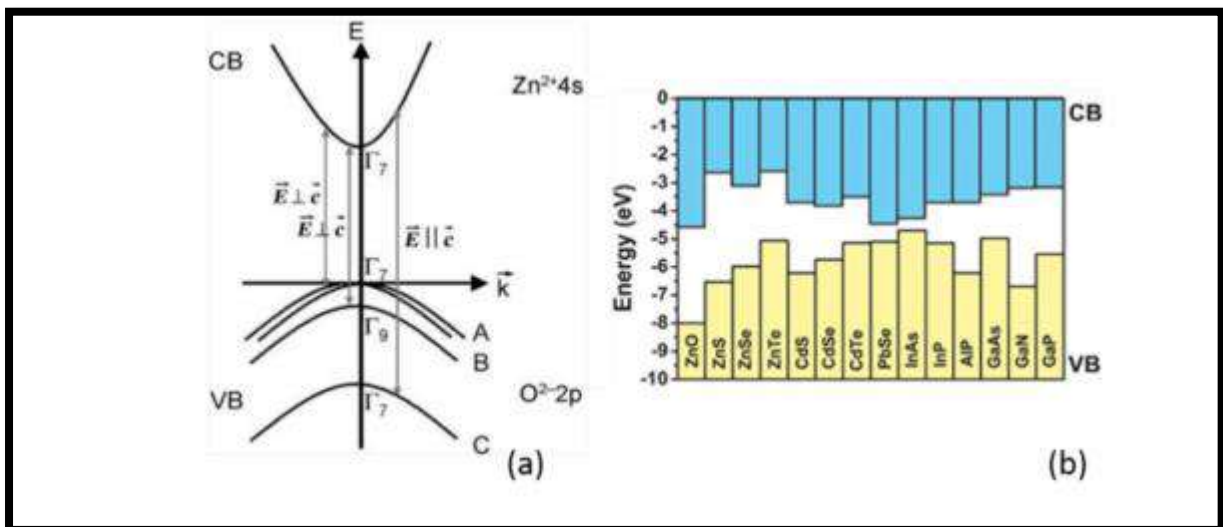 E
CB
Zn²⁺4s
Γ₇
E⃗ ⊥ c⃗
E⃗ ⊥ c⃗
E⃗ || c⃗
Γ₇
k⃗
A
Γ₉
B
O²⁻2p
VB
Γ₇
C
(a)
Energy (eV)
0
-1
-2
-3
-4
-5
-6
-7
-8
-9
-10
CB
VB
ZnO
ZnS
ZnSe
ZnTe
CdS
CdSe
CdTe
PbSe
InAs
InP
AlP
GaAs
GaN
GaP
(b)